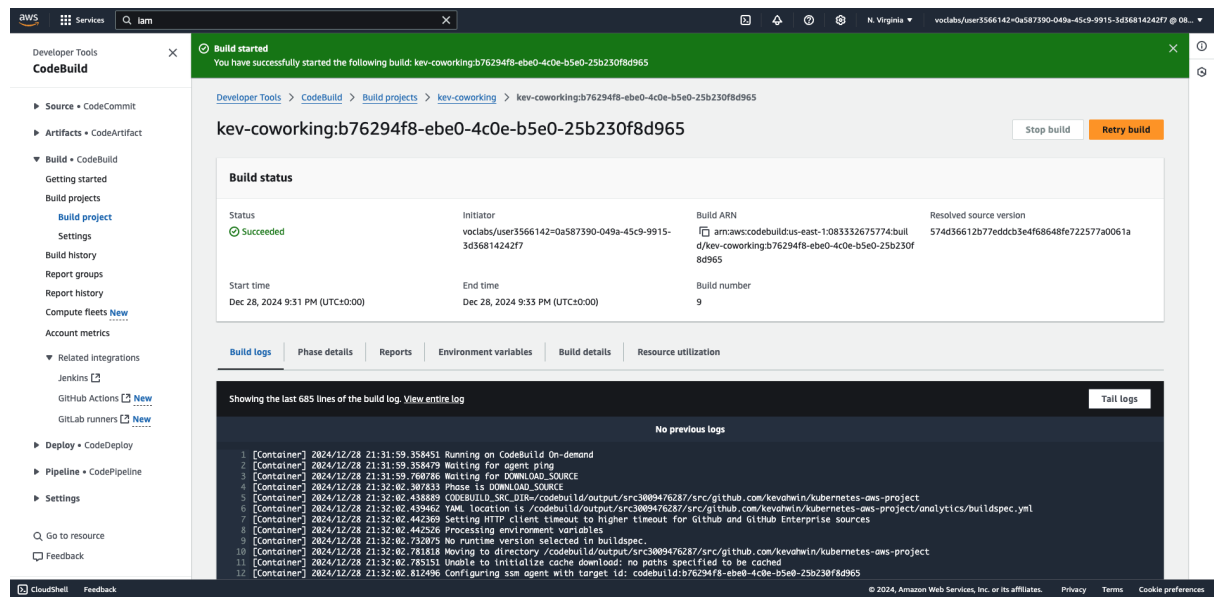 aws
Services
iam
N. Virginia
voclabs/user3566142=0a587390-049a-45c9-9915-3d36814242f7 @ 08...
Developer Tools
CodeBuild
Source • CodeCommit
Artifacts • CodeArtifact
Build • CodeBuild
Getting started
Build projects
Build project
Settings
Build history
Report groups
Report history
Compute fleets New
Account metrics
Related integrations
Jenkins
GitHub Actions New
GitLab runners New
Deploy • CodeDeploy
Pipeline • CodePipeline
Settings
Go to resource
Feedback
Build started
You have successfully started the following build: kev-coworking:b76294f8-ebe0-4c0e-b5e0-25b230f8d965
Developer Tools > CodeBuild > Build projects > kev-coworking > kev-coworking:b76294f8-ebe0-4c0e-b5e0-25b230f8d965
kev-coworking:b76294f8-ebe0-4c0e-b5e0-25b230f8d965
Stop build
Retry build
Build status
Status
Succeeded
Initiator
voclabs/user3566142=0a587390-049a-45c9-9915-
3d36814242f7
Build ARN
arn:aws:codebuild:us-east-1:083332675774:buil
d/kev-coworking:b76294f8-ebe0-4c0e-b5e0-25b230f
8d965
Resolved source version
574d36612b77eddcb3e4f68648fe722577a0061a
Start time
Dec 28, 2024 9:31 PM (UTC±0:00)
End time
Dec 28, 2024 9:33 PM (UTC±0:00)
Build number
9
Build logs
Phase details
Reports
Environment variables
Build details
Resource utilization
Showing the last 685 lines of the build log. View entire log
Tail logs
No previous logs
1 [Container] 2024/12/28 21:31:59.358451 Running on CodeBuild On-demand
2 [Container] 2024/12/28 21:31:59.358479 Waiting for agent ping
3 [Container] 2024/12/28 21:31:59.760786 Waiting for DOWNLOAD_SOURCE
4 [Container] 2024/12/28 21:32:02.307833 Phase is DOWNLOAD_SOURCE
5 [Container] 2024/12/28 21:32:02.438889 CODEBUILD_SRC_DIR=/codebuild/output/src3009476287/src/github.com/kevahwin/kubernetes-aws-project
6 [Container] 2024/12/28 21:32:02.439462 YAML location is /codebuild/output/src3009476287/src/github.com/kevahwin/kubernetes-aws-project/analytics/buildspec.yml
7 [Container] 2024/12/28 21:32:02.442369 Setting HTTP client timeout to higher timeout for Github and GitHub Enterprise sources
8 [Container] 2024/12/28 21:32:02.442526 Processing environment variables
9 [Container] 2024/12/28 21:32:02.732075 No runtime version selected in buildspec.
10 [Container] 2024/12/28 21:32:02.781818 Moving to directory /codebuild/output/src3009476287/src/github.com/kevahwin/kubernetes-aws-project
11 [Container] 2024/12/28 21:32:02.785151 Unable to initialize cache download: no paths specified to be cached
12 [Container] 2024/12/28 21:32:02.812496 Configuring ssm agent with target id: codebuild:b76294f8-ebe0-4c0e-b5e0-25b230f8d965
CloudShell
Feedback
© 2024, Amazon Web Services, Inc. or its affiliates.
Privacy
Terms
Cookie preferences